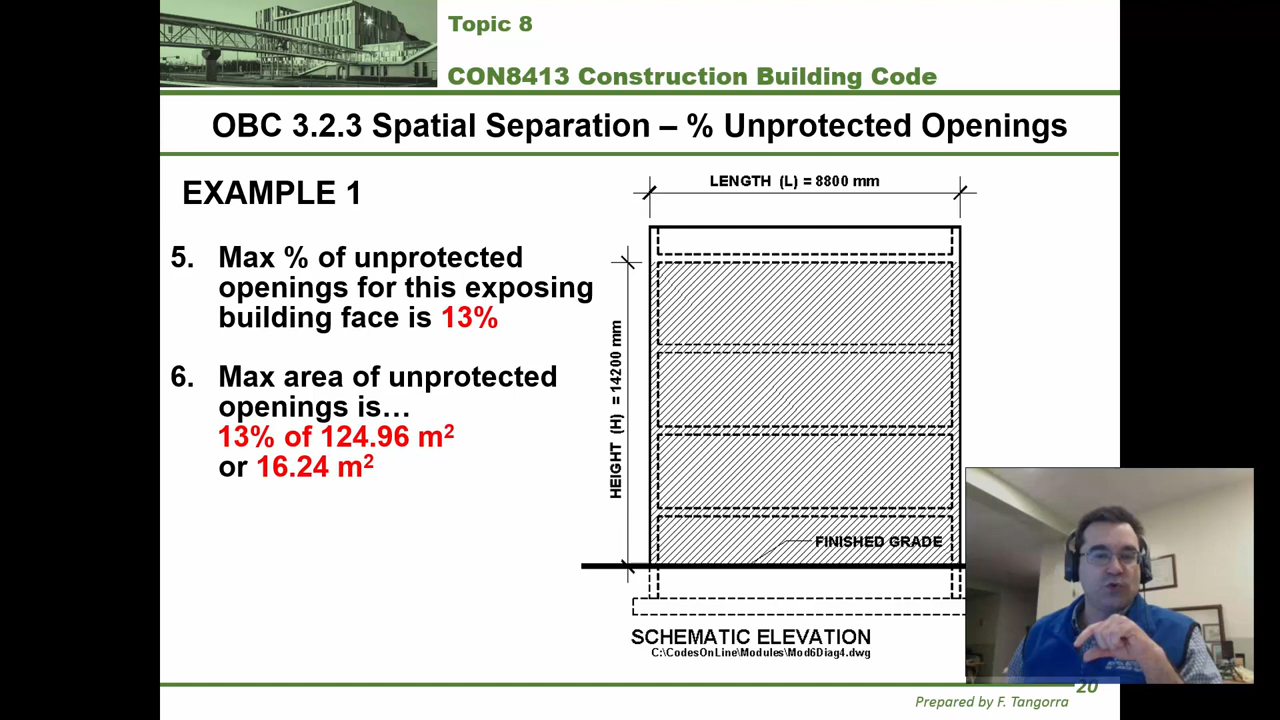 Topic 8
CON8413 Construction Building Code
OBC 3.2.3 Spatial Separation – % Unprotected Openings
EXAMPLE 1
5. Max % of unprotected
openings for this exposing
building face is 13%
6. Max area of unprotected
openings is…
13% of 124.96 m²
or 16.24 m²
LENGTH (L) = 8800 mm
HEIGHT (H) = 14200 mm
FINISHED GRADE
SCHEMATIC ELEVATION
C:\CodesOnLine\Modules\Mod6Diag4.dwg
20
Prepared by F. Tangorra